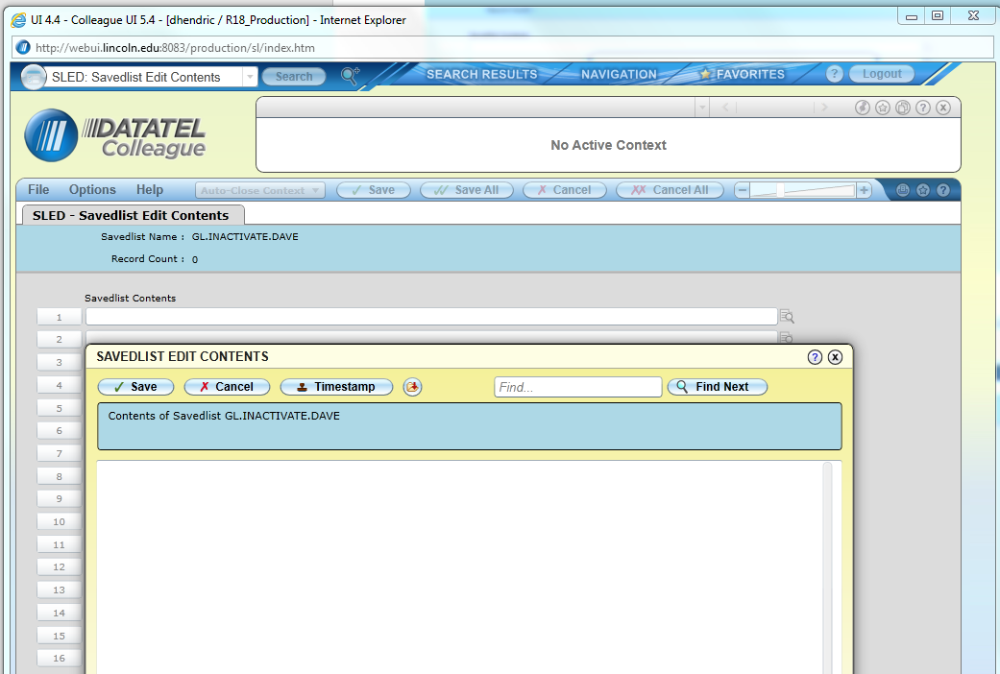 UI 4.4 - Colleague UI 5.4 - [dhendric / R18_Production] - Internet Explorer
http://webui.lincoln.edu:8083/production/sl/index.htm
SLED: Savedlist Edit Contents Search SEARCH RESULTS NAVIGATION FAVORITES ? Logout
DATATEL
Colleague
No Active Context
File Options Help Auto-Close Context Save Save All Cancel Cancel All
SLED - Savedlist Edit Contents
Savedlist Name : GL.INACTIVATE.DAVE
Record Count : 0
Savedlist Contents
1
2
3
4
5
6
7
8
9
10
11
12
13
14
15
16
SAVEDLIST EDIT CONTENTS
Save Cancel Timestamp Find... Find Next
Contents of Savedlist GL.INACTIVATE.DAVE